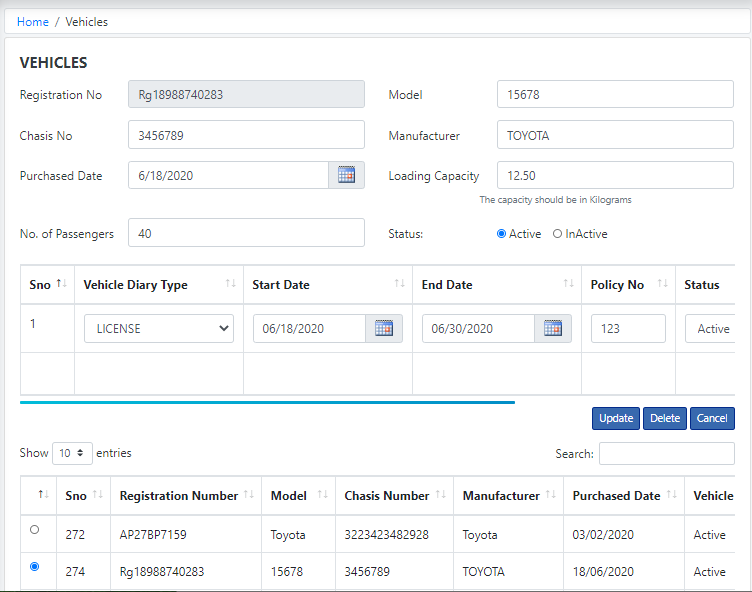 Home / Vehicles
VEHICLES
Registration No Rg18988740283 Model 15678
Chasis No 3456789 Manufacturer TOYOTA
Purchased Date 6/18/2020 Loading Capacity 12.50
The capacity should be in Kilograms
No. of Passengers 40 Status: Active InActive
Sno Vehicle Diary Type Start Date End Date Policy No Status
1 LICENSE 06/18/2020 06/30/2020 123 Active
Update Delete Cancel
Show 10 entries Search:
Sno Registration Number Model Chasis Number Manufacturer Purchased Date Vehicle
272 AP27BP7159 Toyota 3223423482928 Toyota 03/02/2020 Active
274 Rg18988740283 15678 3456789 TOYOTA 18/06/2020 Active